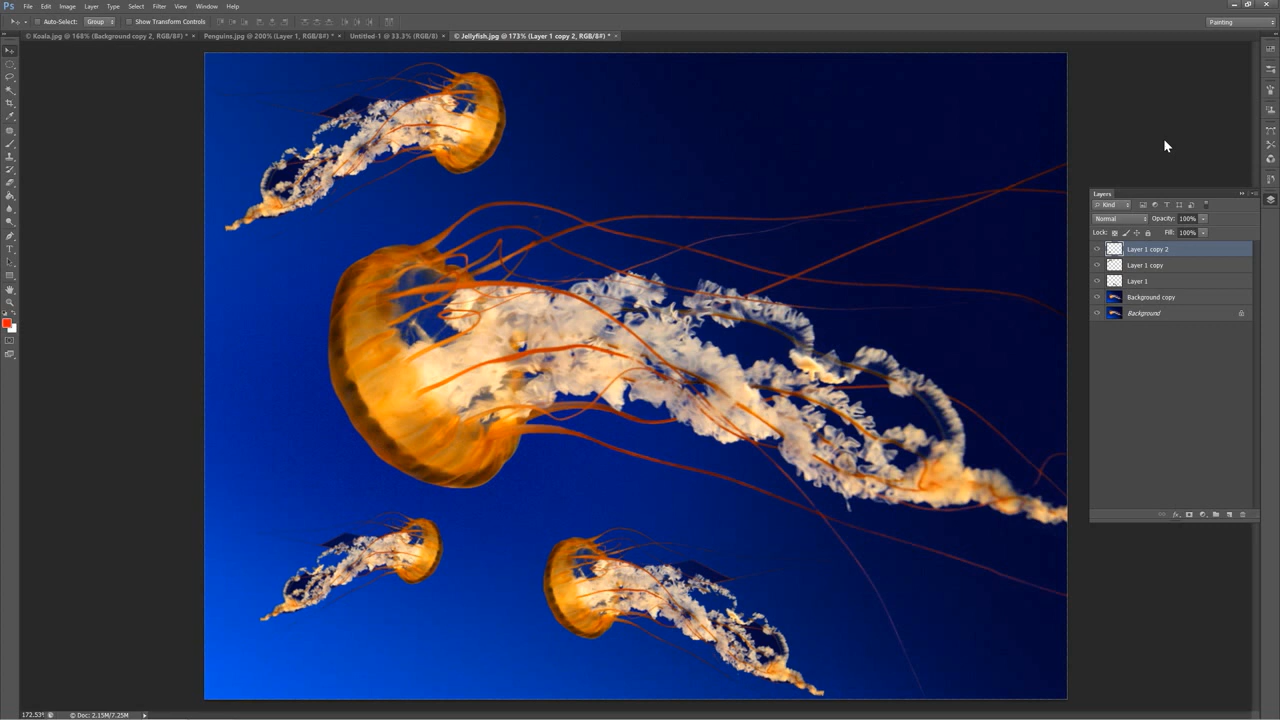 Ps File Edit Image Layer Type Select Filter View Window Help
Auto-Select: Group Show Transform Controls Painting
© Koala.jpg @ 168% (Background copy 2, RGB/8#) * × Penguins.jpg @ 200% (Layer 1, RGB/8#) * × Untitled-1 @ 33.3% (RGB/8) × © Jellyfish.jpg @ 173% (Layer 1 copy 2, RGB/8#) * ×
Layers
Kind
Normal Opacity: 100%
Lock: Fill: 100%
Layer 1 copy 2
Layer 1 copy
Layer 1
Background copy
Background
172.53% © Doc: 2.15M/7.25M